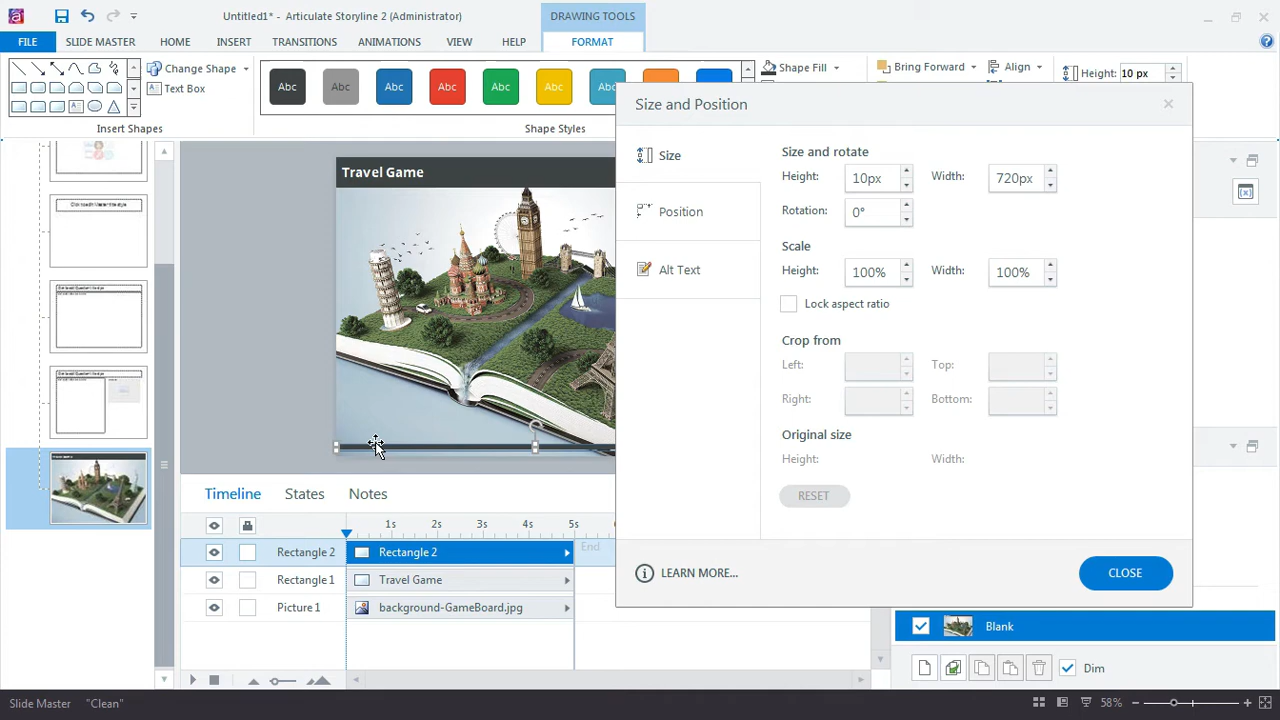 Untitled1* - Articulate Storyline 2 (Administrator)
DRAWING TOOLS
FILE SLIDE MASTER HOME INSERT TRANSITIONS ANIMATIONS VIEW HELP FORMAT
Change Shape
Text Box
Insert Shapes
Abc Abc Abc Abc Abc Abc Abc
Shape Styles
Shape Fill
Bring Forward
Align
Height: 10 px
Size and Position
Size
Position
Alt Text
Size and rotate
Height: 10px Width: 720px
Rotation: 0°
Scale
Height: 100% Width: 100%
Lock aspect ratio
Crop from
Left: Top:
Right: Bottom:
Original size
Height: Width:
RESET
LEARN MORE...
CLOSE
Travel Game
Timeline States Notes
1s 2s 3s 4s 5s
Rectangle 2 Rectangle 2 End
Rectangle 1 Travel Game
Picture 1 background-GameBoard.jpg
Blank
Dim
Slide Master "Clean" 58%